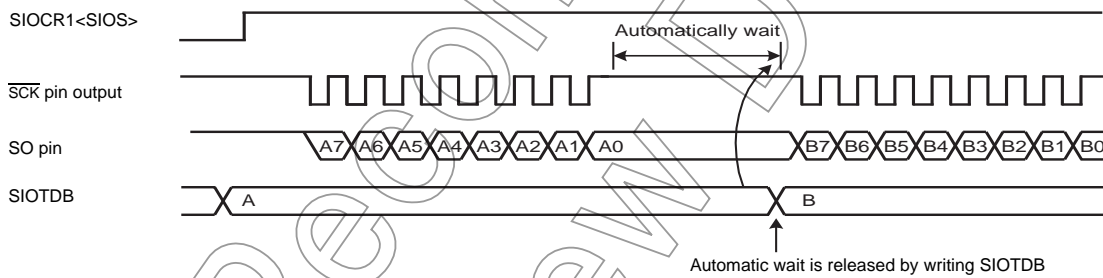 SIOCR1<SIOS>
Automatically wait
SCK pin output
SO pin
A7 A6 A5 A4 A3 A2 A1 A0 B7 B6 B5 B4 B3 B2 B1 B0
SIOTDB
A B
Automatic wait is released by writing SIOTDB